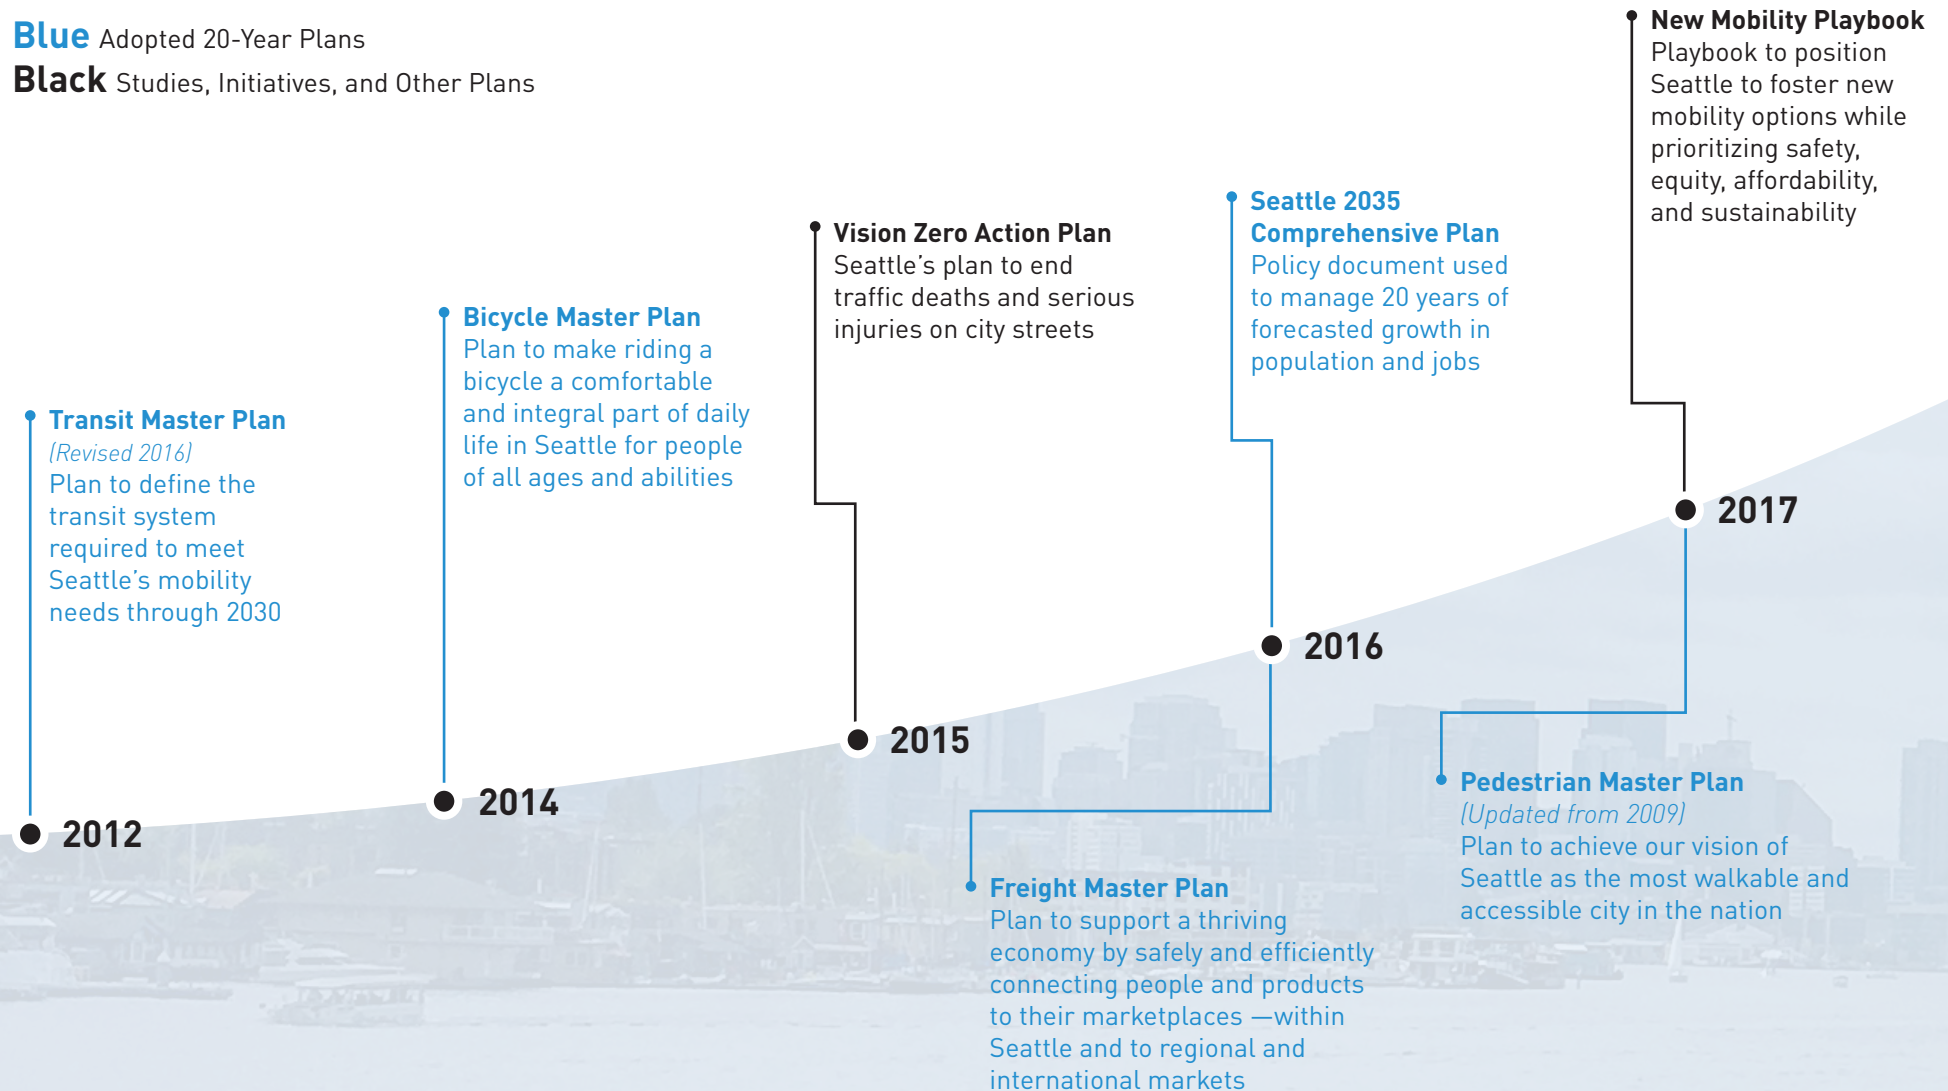 Blue Adopted 20-Year Plans
Black Studies, Initiatives, and Other Plans
Transit Master Plan
(Revised 2016)
Plan to define the
transit system
required to meet
Seattle's mobility
needs through 2030
2012
Bicycle Master Plan
Plan to make riding a
bicycle a comfortable
and integral part of daily
life in Seattle for people
of all ages and abilities
2014
Vision Zero Action Plan
Seattle's plan to end
traffic deaths and serious
injuries on city streets
2015
Seattle 2035
Comprehensive Plan
Policy document used
to manage 20 years of
forecasted growth in
population and jobs
2016
Freight Master Plan
Plan to support a thriving
economy by safely and efficiently
connecting people and products
to their marketplaces —within
Seattle and to regional and
international markets
New Mobility Playbook
Playbook to position
Seattle to foster new
mobility options while
prioritizing safety,
equity, affordability,
and sustainability
2017
Pedestrian Master Plan
(Updated from 2009)
Plan to achieve our vision of
Seattle as the most walkable and
accessible city in the nation